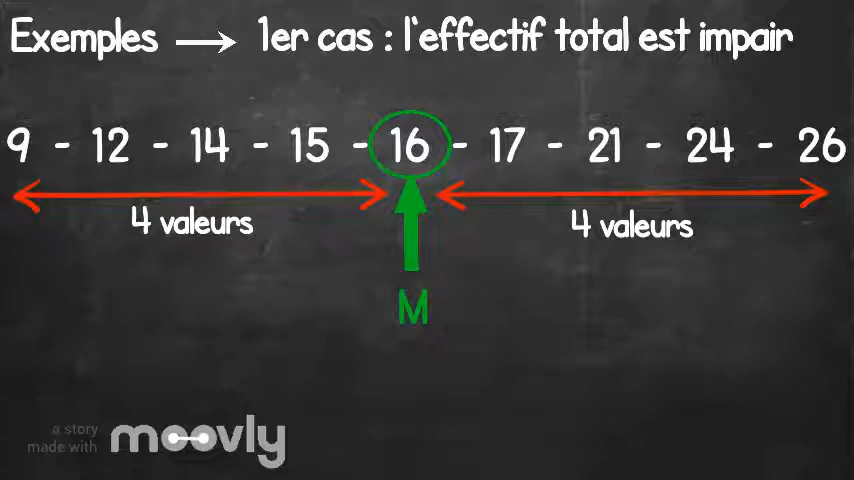 Exemples → 1er cas : l'effectif total est impair
9 - 12 - 14 - 15 - 16 - 17 - 21 - 24 - 26
4 valeurs 4 valeurs
M
a story
made with moovly